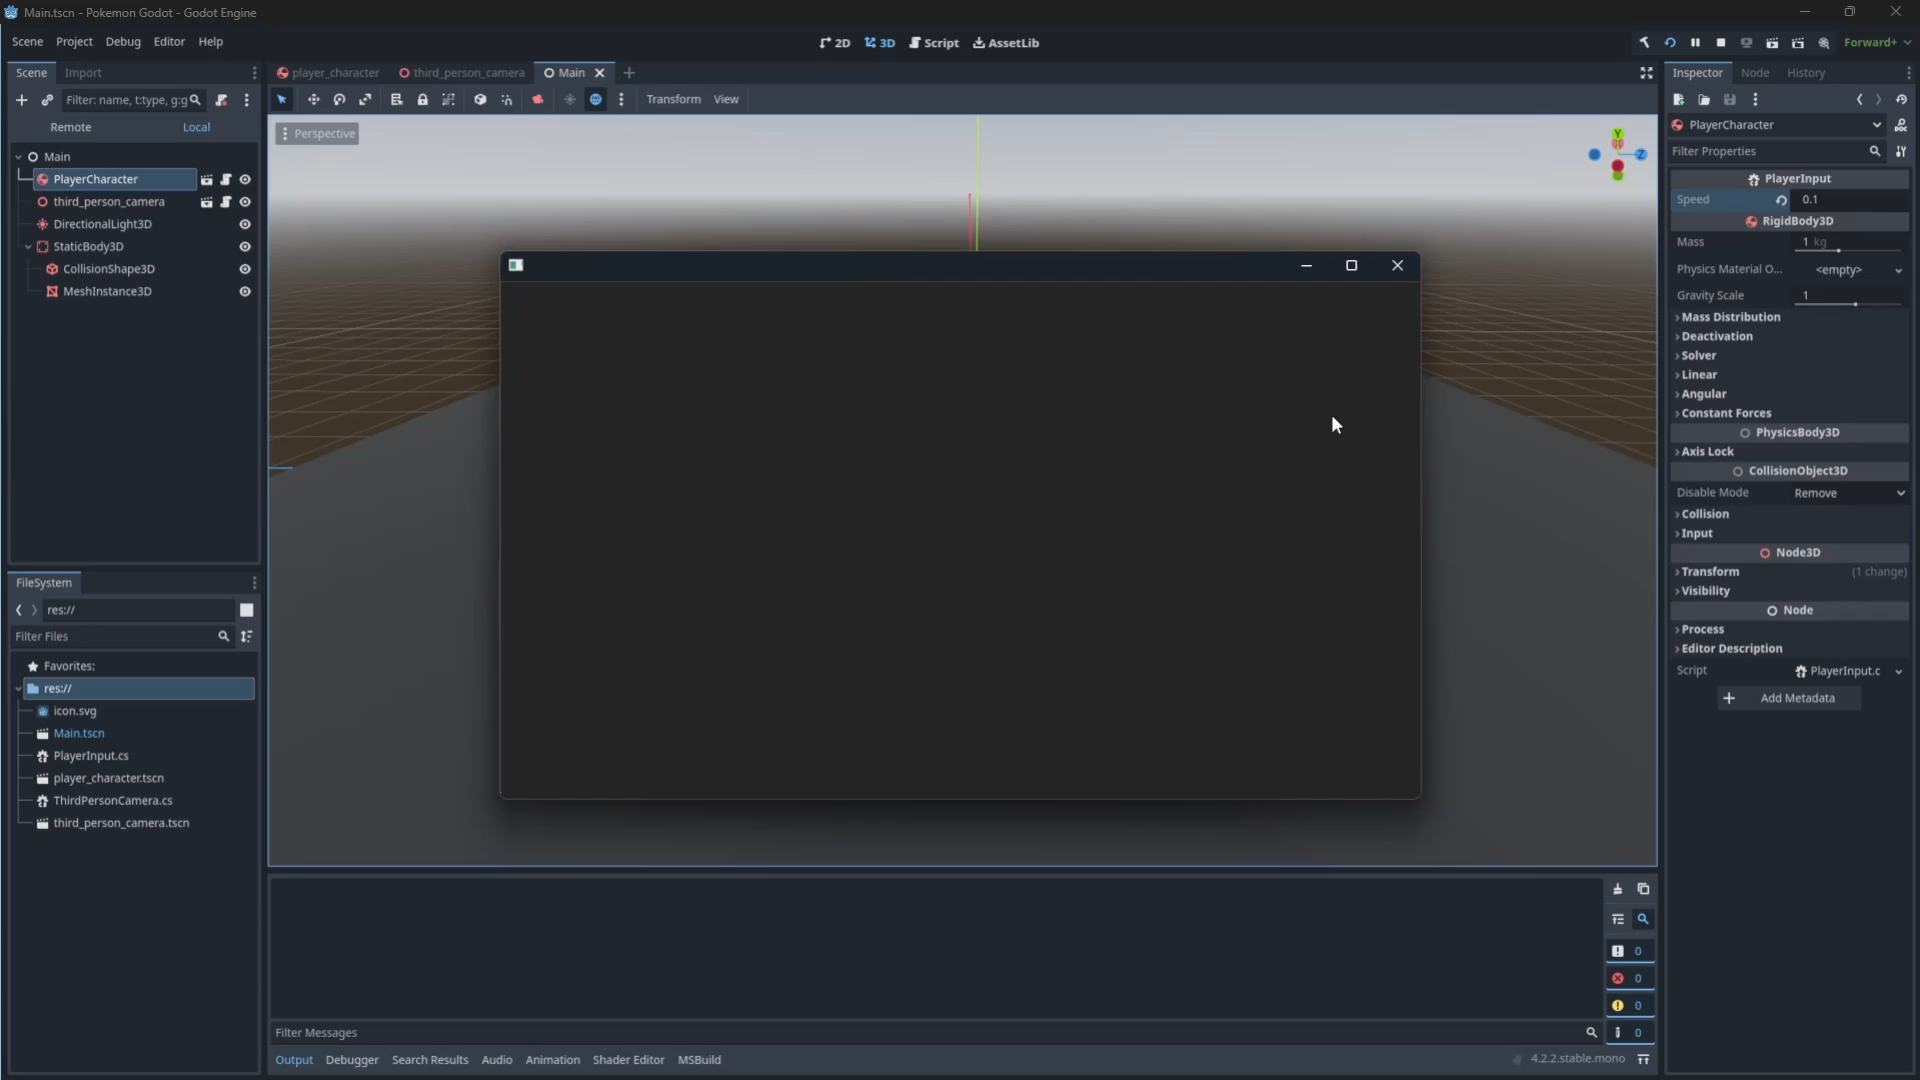 Main.tscn - Pokemon Godot - Godot Engine
Scene Project Debug Editor Help
2D 3D Script AssetLib
Forward+
Scene Import
player_character third_person_camera Main
Inspector Node History
Filter: name, t:type, g:g
Transform View
Remote Local
PlayerCharacter
Perspective
Y
Z
Filter Properties
Main
PlayerCharacter
third_person_camera
DirectionalLight3D
StaticBody3D
CollisionShape3D
MeshInstance3D
PlayerInput
Speed 0.1
RigidBody3D
Mass 1 kg
Physics Material O... <empty>
Gravity Scale 1
Mass Distribution
Deactivation
Solver
Linear
Angular
Constant Forces
PhysicsBody3D
Axis Lock
CollisionObject3D
Disable Mode Remove
Collision
Input
Node3D
Transform (1 change)
Visibility
Node
Process
Editor Description
Script PlayerInput.c
Add Metadata
FileSystem
res://
Filter Files
Favorites:
res://
icon.svg
Main.tscn
PlayerInput.cs
player_character.tscn
ThirdPersonCamera.cs
third_person_camera.tscn
0
0
0
0
Filter Messages
Output Debugger Search Results Audio Animation Shader Editor MSBuild
4.2.2.stable.mono